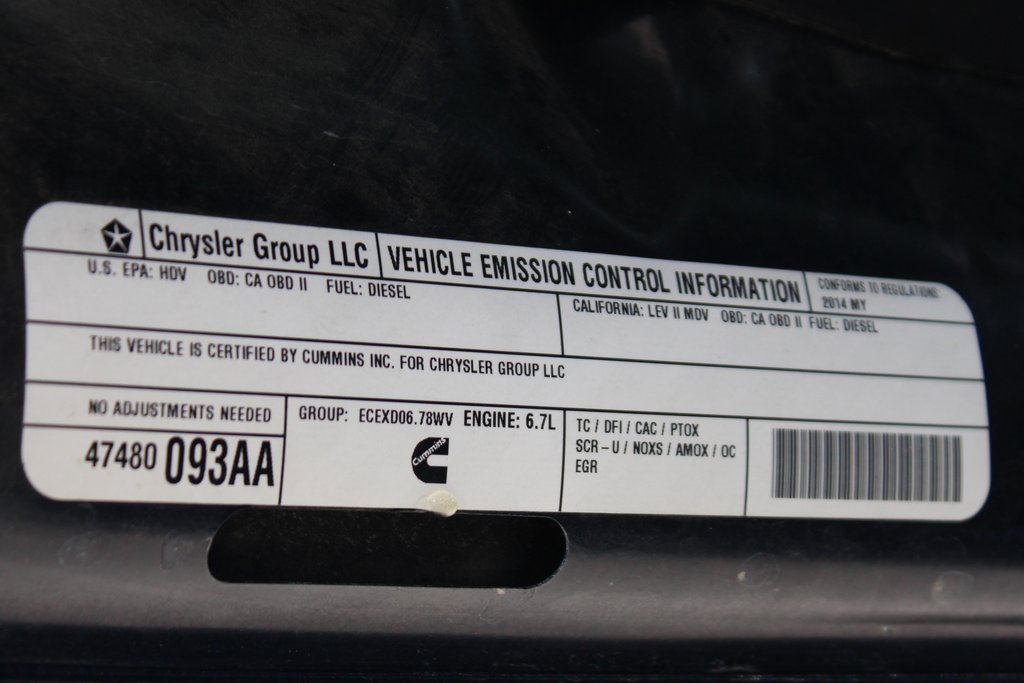 Chrysler Group LLC
VEHICLE EMISSION CONTROL INFORMATION
CONFORMS TO REGULATIONS:
2014 MY
U.S. EPA: HDV OBD: CA OBD II FUEL: DIESEL
CALIFORNIA: LEV II MDV OBD: CA OBD II FUEL: DIESEL
THIS VEHICLE IS CERTIFIED BY CUMMINS INC. FOR CHRYSLER GROUP LLC
NO ADJUSTMENTS NEEDED
47480 093AA
GROUP: ECEXD06.78WV ENGINE: 6.7L
Cummins
TC / DFI / CAC / PTOX
SCR-U / NOXS / AMOX / OC
EGR